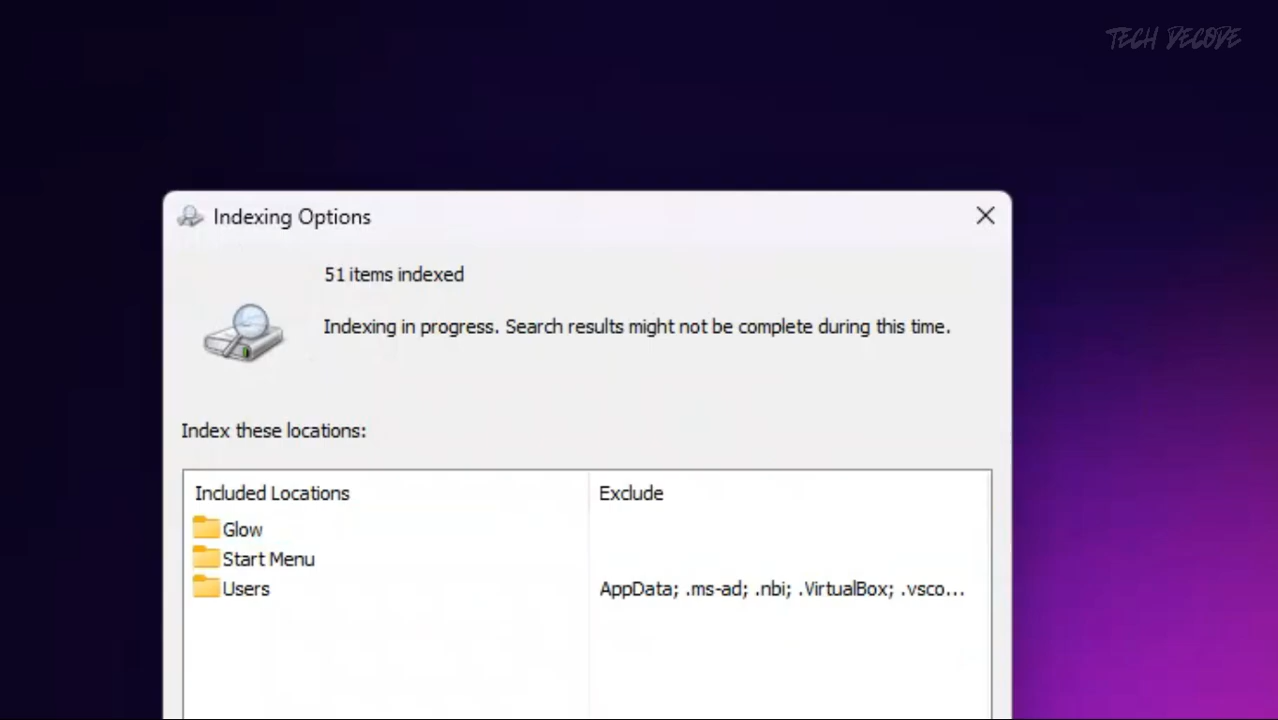 TECH DECODE
Indexing Options
51 items indexed
Indexing in progress. Search results might not be complete during this time.
Index these locations:
Included Locations
Exclude
Glow
Start Menu
Users
AppData; .ms-ad; .nbi; .VirtualBox; .vsco...